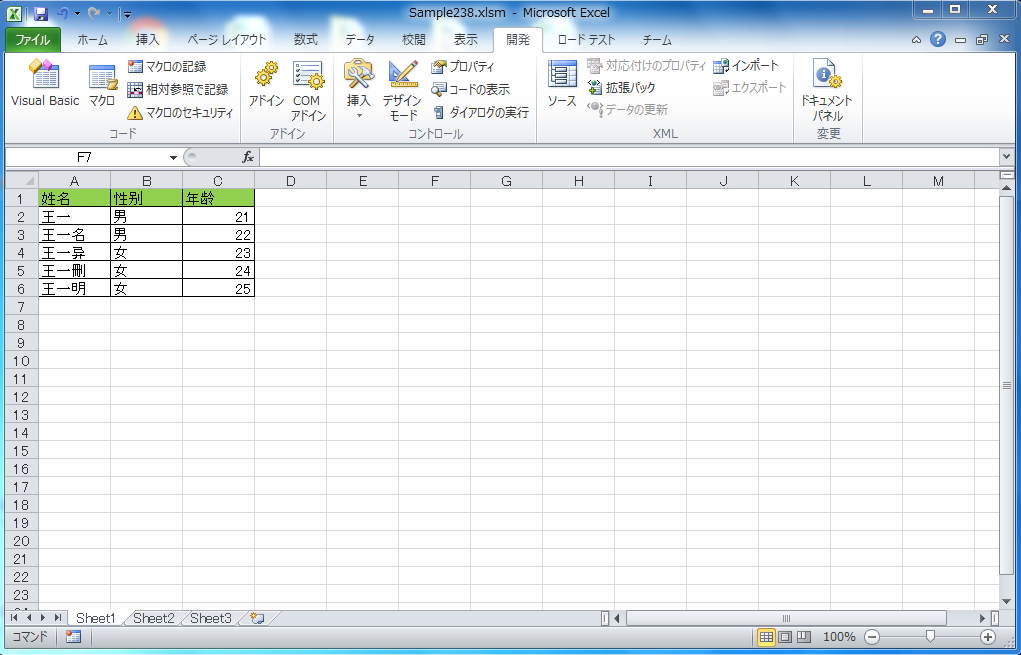 Sample238.xlsm - Microsoft Excel
ファイル ホーム 挿入 ページ レイアウト 数式 データ 校閲 表示 開発 ロード テスト チーム
Visual Basic マクロ マクロの記録 アドイン COM アドイン 挿入 デザイン モード プロパティ ソース 対応付けのプロパティ インポート ドキュメント パネル
相対参照で記録 コードの表示 拡張パック エクスポート
マクロのセキュリティ ダイアログの実行 データの更新
コード アドイン コントロール XML 変更
F7 fx
A B C D E F G H I J K L M
1 姓名 性别 年龄
2 王一 男 21
3 王一名 男 22
4 王一异 女 23
5 王一刪 女 24
6 王一明 女 25
7
8
9
10
11
12
13
14
15
16
17
18
19
20
21
22
23
Sheet1 Sheet2 Sheet3
コマンド 100%